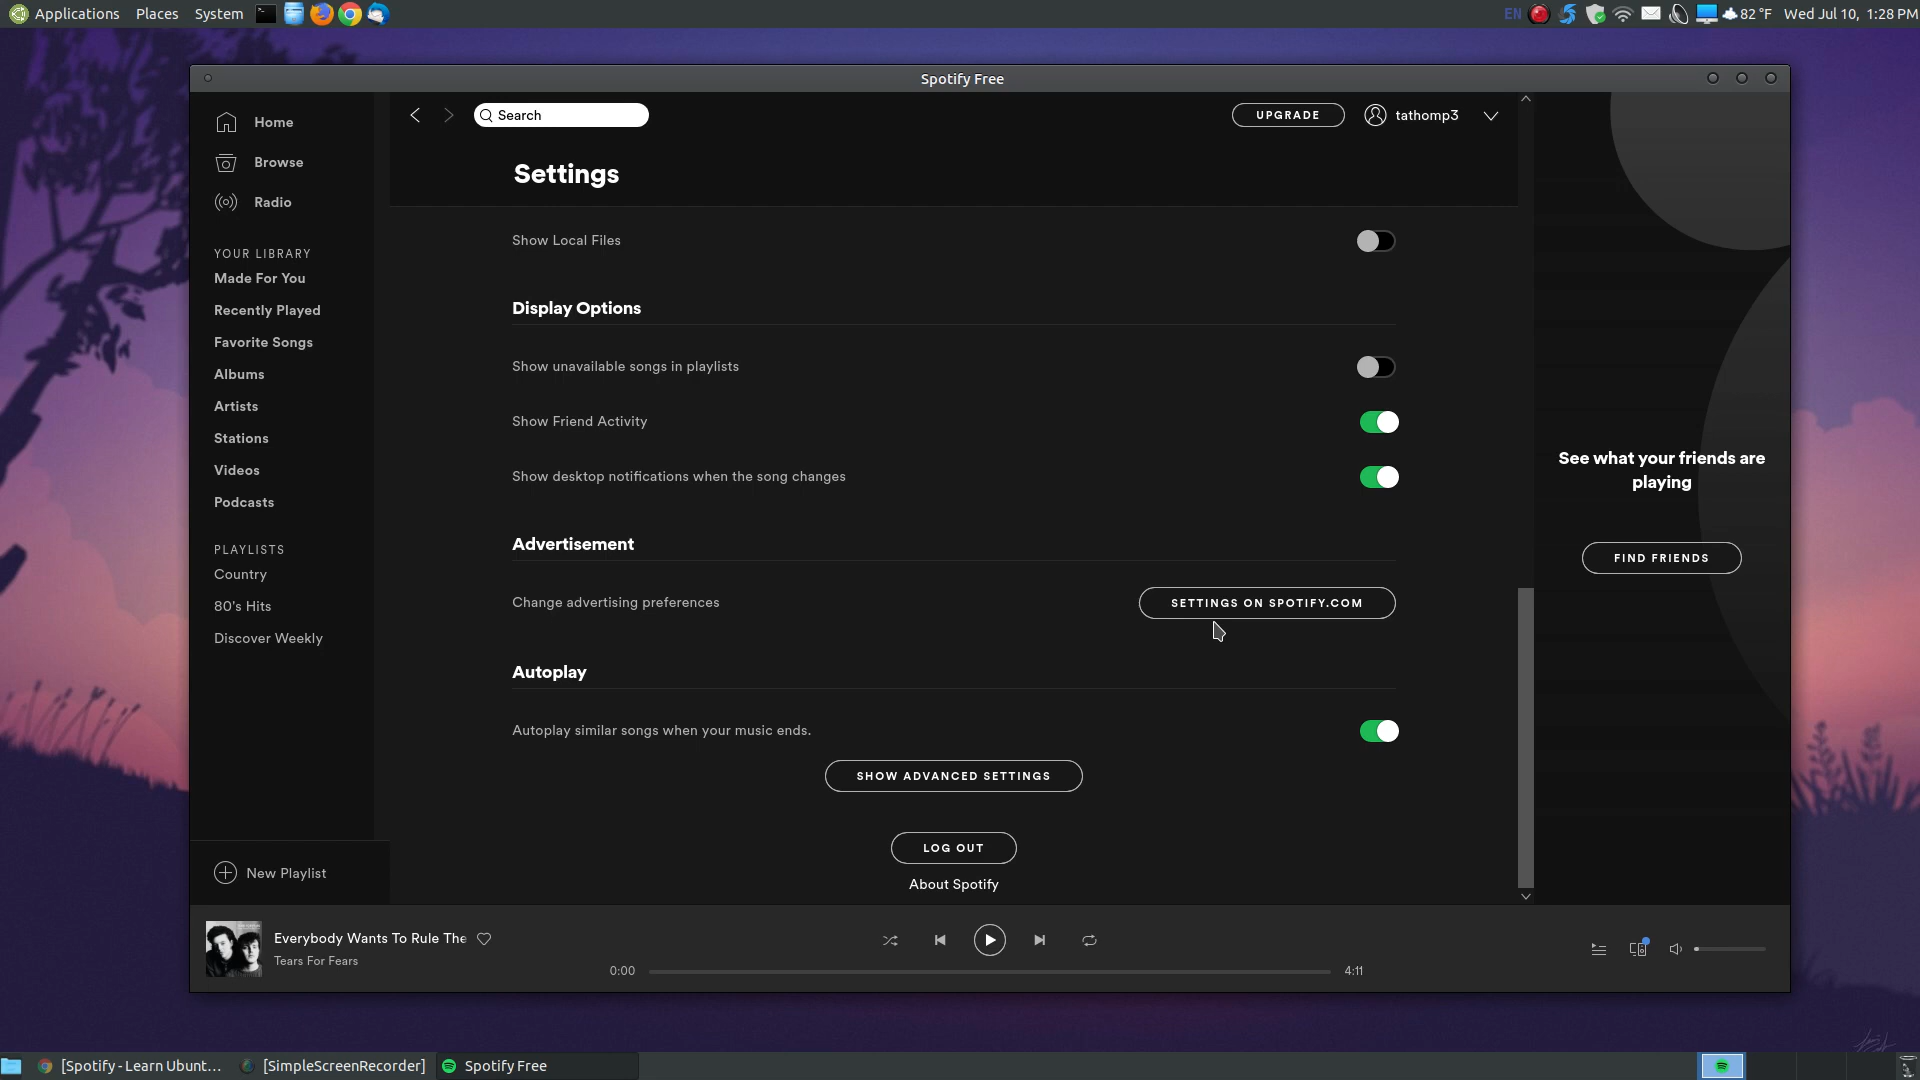 Applications Places System
EN 82 °F Wed Jul 10, 1:28 PM
Spotify Free
Home
Browse
Radio
YOUR LIBRARY
Made For You
Recently Played
Favorite Songs
Albums
Artists
Stations
Videos
Podcasts
PLAYLISTS
Country
80's Hits
Discover Weekly
New Playlist
Search
UPGRADE
tathomp3
Settings
Show Local Files
Display Options
Show unavailable songs in playlists
Show Friend Activity
Show desktop notifications when the song changes
Advertisement
Change advertising preferences
SETTINGS ON SPOTIFY.COM
Autoplay
Autoplay similar songs when your music ends.
SHOW ADVANCED SETTINGS
LOG OUT
About Spotify
See what your friends are
playing
FIND FRIENDS
Everybody Wants To Rule The
Tears For Fears
0:00
4:11
[Spotify - Learn Ubunt...
[SimpleScreenRecorder]
Spotify Free